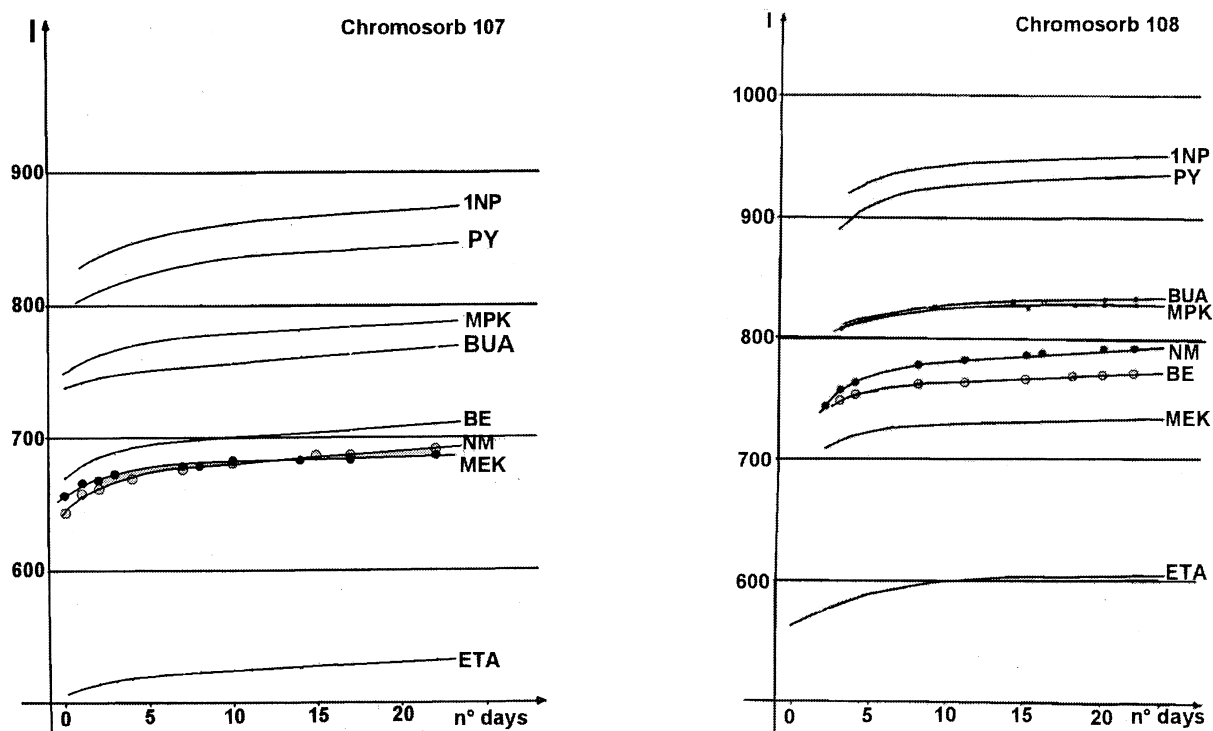 I
Chromosorb 107
900
1NP
PY
800
MPK
BUA
BE
700
NM
MEK
600
ETA
0 5 10 15 20 n° days
I
Chromosorb 108
1000
1NP
PY
900
BUA
MPK
800
NM
BE
MEK
700
600
ETA
0 5 10 15 20 n° days